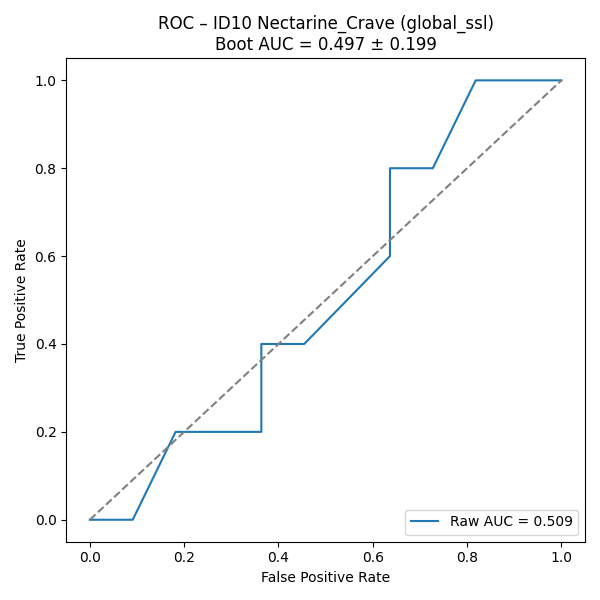 ROC – ID10 Nectarine_Crave (global_ssl)
Boot AUC = 0.497 ± 0.199
1.0
0.8
0.6
0.4
0.2
0.0
True Positive Rate
Raw AUC = 0.509
0.0 0.2 0.4 0.6 0.8 1.0
False Positive Rate